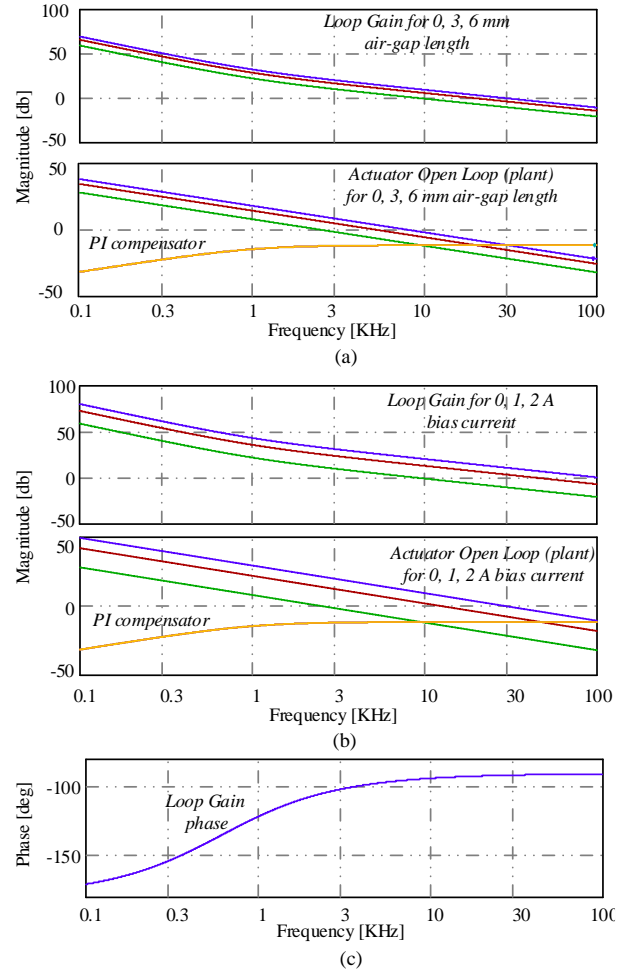 100
50
0
-50
Magnitude [db]
Loop Gain for 0, 3, 6 mm
air-gap length
50
0
-50
Actuator Open Loop (plant)
for 0, 3, 6 mm air-gap length
PI compensator
0.1 0.3 1 3 10 30 100
Frequency [KHz]
(a)
100
50
0
-50
Magnitude [db]
Loop Gain for 0, 1, 2 A
bias current
50
0
-50
Actuator Open Loop (plant)
for 0, 1, 2 A bias current
PI compensator
0.1 0.3 1 3 10 30 100
Frequency [KHz]
(b)
-100
-150
Phase [deg]
Loop Gain
phase
0.1 0.3 1 3 10 30 100
Frequency [KHz]
(c)